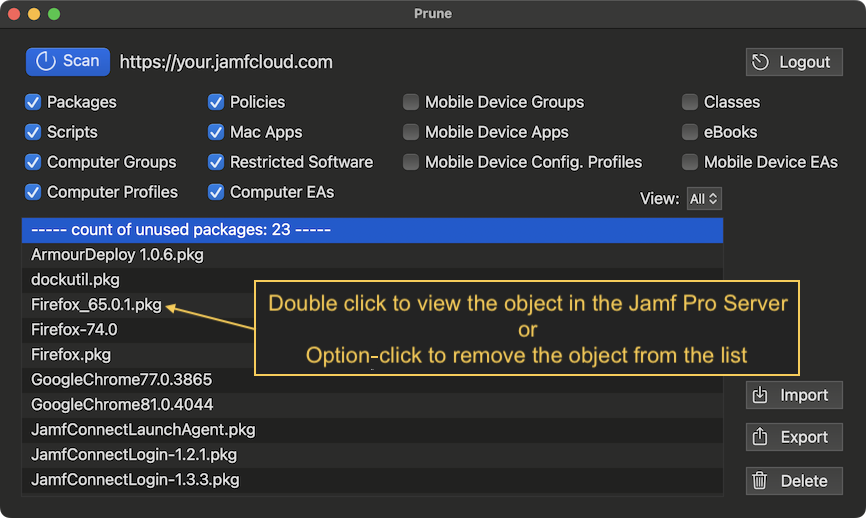 Prune
Scan https://your.jamfcloud.com Logout
Packages Policies Mobile Device Groups Classes
Scripts Mac Apps Mobile Device Apps eBooks
Computer Groups Restricted Software Mobile Device Config. Profiles Mobile Device EAs
Computer Profiles Computer EAs
View: All
----- count of unused packages: 23 -----
ArmourDeploy 1.0.6.pkg
dockutil.pkg
Firefox_65.0.1.pkg
Firefox-74.0
Firefox.pkg
Double click to view the object in the Jamf Pro Server
or
Option-click to remove the object from the list
GoogleChrome77.0.3865
GoogleChrome81.0.4044
JamfConnectLaunchAgent.pkg
JamfConnectLogin-1.2.1.pkg
JamfConnectLogin-1.3.3.pkg
Import
Export
Delete